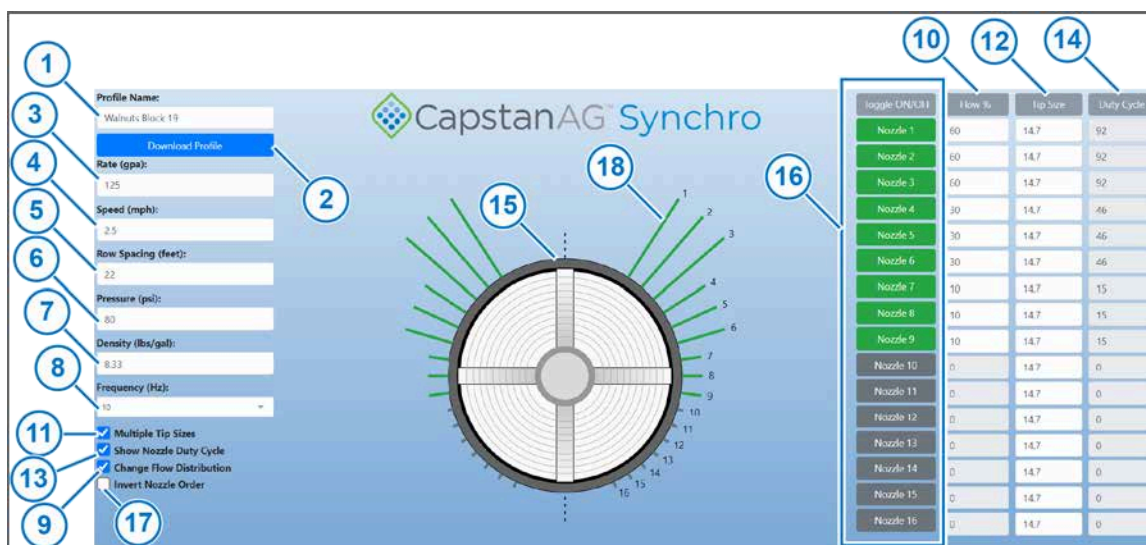 10
12
14
1
Profile Name:
Walnuts Block 19
3
Download Profile
2
Rate (gpa):
125
4
Speed (mph):
2.5
5
Row Spacing (feet):
22
6
Pressure (psi):
80
7
Density (lbs/gal):
8.33
8
Frequency (Hz):
10
11
Multiple Tip Sizes
13
Show Nozzle Duty Cycle
9
Change Flow Distribution
Invert Nozzle Order
17
CapstanAG™ Synchro
15
18
16
1
2
3
4
5
6
7
8
9
10
11
12
13
14
15
16
Toggle ON/OFF Flow % Tip Size Duty Cycle
Nozzle 1 60 14.7 92
Nozzle 2 60 14.7 92
Nozzle 3 60 14.7 92
Nozzle 4 30 14.7 46
Nozzle 5 30 14.7 46
Nozzle 6 30 14.7 46
Nozzle 7 10 14.7 15
Nozzle 8 10 14.7 15
Nozzle 9 10 14.7 15
Nozzle 10 0 14.7 0
Nozzle 11 0 14.7 0
Nozzle 12 0 14.7 0
Nozzle 13 0 14.7 0
Nozzle 14 0 14.7 0
Nozzle 15 0 14.7 0
Nozzle 16 0 14.7 0